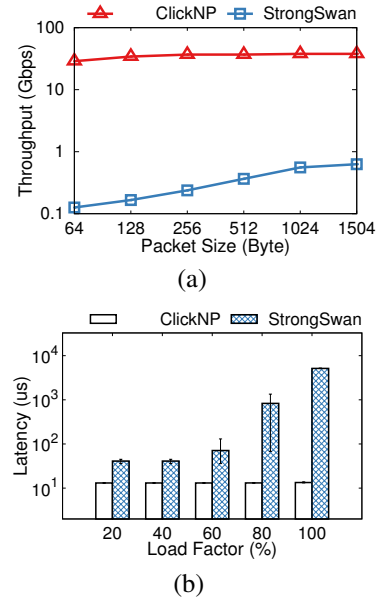 ClickNP StrongSwan
Throughput (Gbps)
100
10
1
0.1
64 128 256 512 1024 1504
Packet Size (Byte)
(a)
ClickNP StrongSwan
Latency (us)
10^4
10^3
10^2
10^1
20 40 60 80 100
Load Factor (%)
(b)